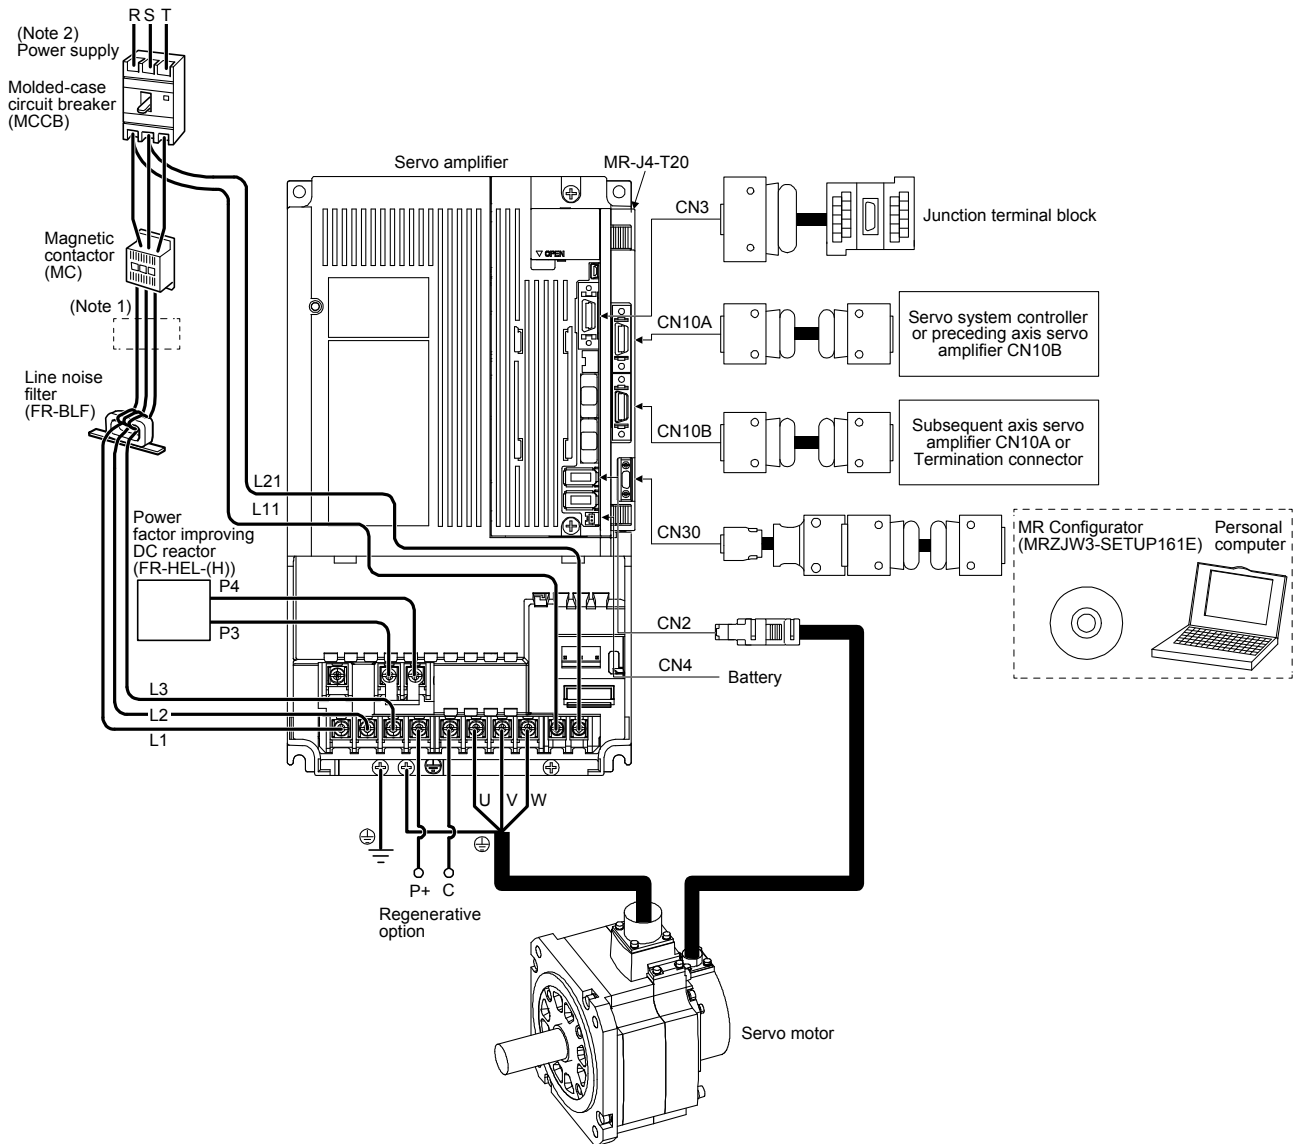 R S T
(Note 2)
Power supply
Molded-case
circuit breaker
(MCCB)
Servo amplifier
MR-J4-T20
CN3
Junction terminal block
Magnetic
contactor
(MC)
▽ OPEN
(Note 1)
CN10A
Servo system controller
or preceding axis servo
amplifier CN10B
Line noise
filter
(FR-BLF)
CN10B
Subsequent axis servo
amplifier CN10A or
Termination connector
L21
L11
Power
factor improving
DC reactor
(FR-HEL-(H))
CN30
MR Configurator
(MRZJW3-SETUP161E)
Personal
computer
P4
P3
CN2
CN4
Battery
L3
L2
L1
U V W
P+ C
Regenerative
option
Servo motor